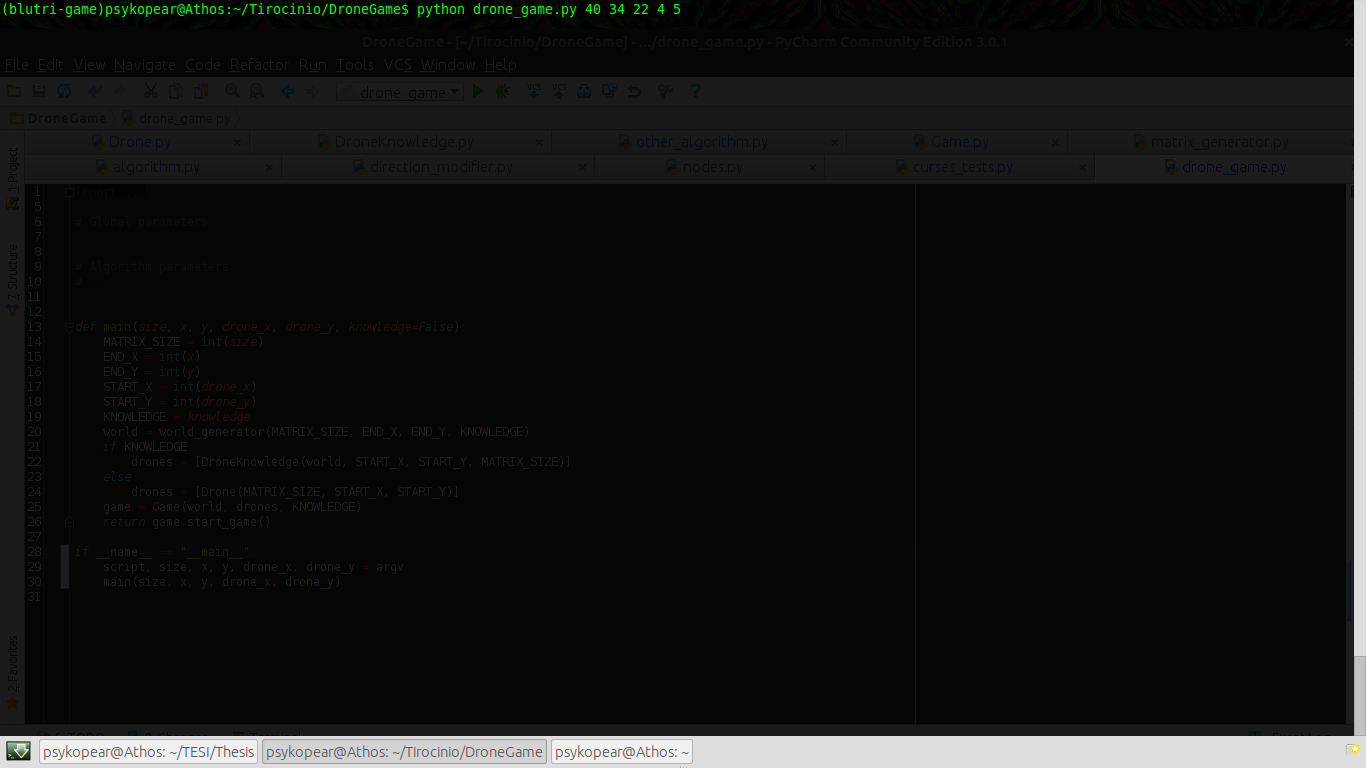 (blutri-game)psykopear@Athos:~/Tirocinio/DroneGame$ python drone_game.py 40 34 22 4 5
DroneGame - [~/Tirocinio/DroneGame] - .../drone_game.py - PyCharm Community Edition 3.0.1
File Edit View Navigate Code Refactor Run Tools VCS Window Help
drone_game
DroneGame drone_game.py
Drone.py DroneKnowledge.py other_algorithm.py Game.py matrix_generator.py
algorithm.py direction_modifier.py nodes.py curses_tests.py drone_game.py
1: Project
7: Structure
2: Favorites
1 import
5
6 # Global parameters
7
8
9 # Algorithm parameters
10 #
11
12
13 def main(size, x, y, drone_x, drone_y, knowledge=False):
14 MATRIX_SIZE = int(size)
15 END_X = int(x)
16 END_Y = int(y)
17 START_X = int(drone_x)
18 START_Y = int(drone_y)
19 KNOWLEDGE = knowledge
20 world = world_generator(MATRIX_SIZE, END_X, END_Y, KNOWLEDGE)
21 if KNOWLEDGE:
22 drones = [DroneKnowledge(world, START_X, START_Y, MATRIX_SIZE)]
23 else:
24 drones = [Drone(MATRIX_SIZE, START_X, START_Y)]
25 game = Game(world, drones, KNOWLEDGE)
26 return game.start_game()
27
28 if __name__ == "__main__":
29 script, size, x, y, drone_x, drone_y = argv
30 main(size, x, y, drone_x, drone_y)
31
psykopear@Athos: ~/TESI/Thesis psykopear@Athos: ~/Tirocinio/DroneGame psykopear@Athos: ~